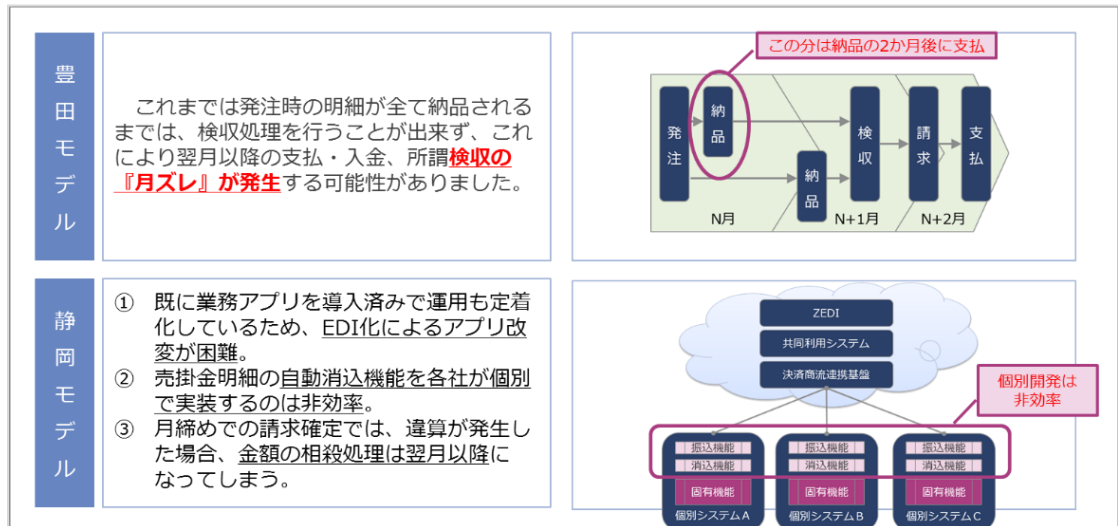 豊田モデル
これまでは発注時の明細が全て納品される
までは、検収処理を行うことが出来ず、これ
により翌月以降の支払・入金、所謂検収の
『月ズレ』が発生する可能性がありました。
この分は納品の2か月後に支払
発注
納品
納品
検収
請求
支払
N月
N+1月
N+2月
静岡モデル
① 既に業務アプリを導入済みで運用も定着
化しているため、EDI化によるアプリ改
変が困難。
② 売掛金明細の自動消込機能を各社が個別
で実装するのは非効率。
③ 月締めでの請求確定では、違算が発生し
た場合、金額の相殺処理は翌月以降に
なってしまう。
ZEDI
共同利用システム
決済商流連携基盤
個別開発は
非効率
振込機能
消込機能
固有機能
個別システムA
振込機能
消込機能
固有機能
個別システムB
振込機能
消込機能
固有機能
個別システムC